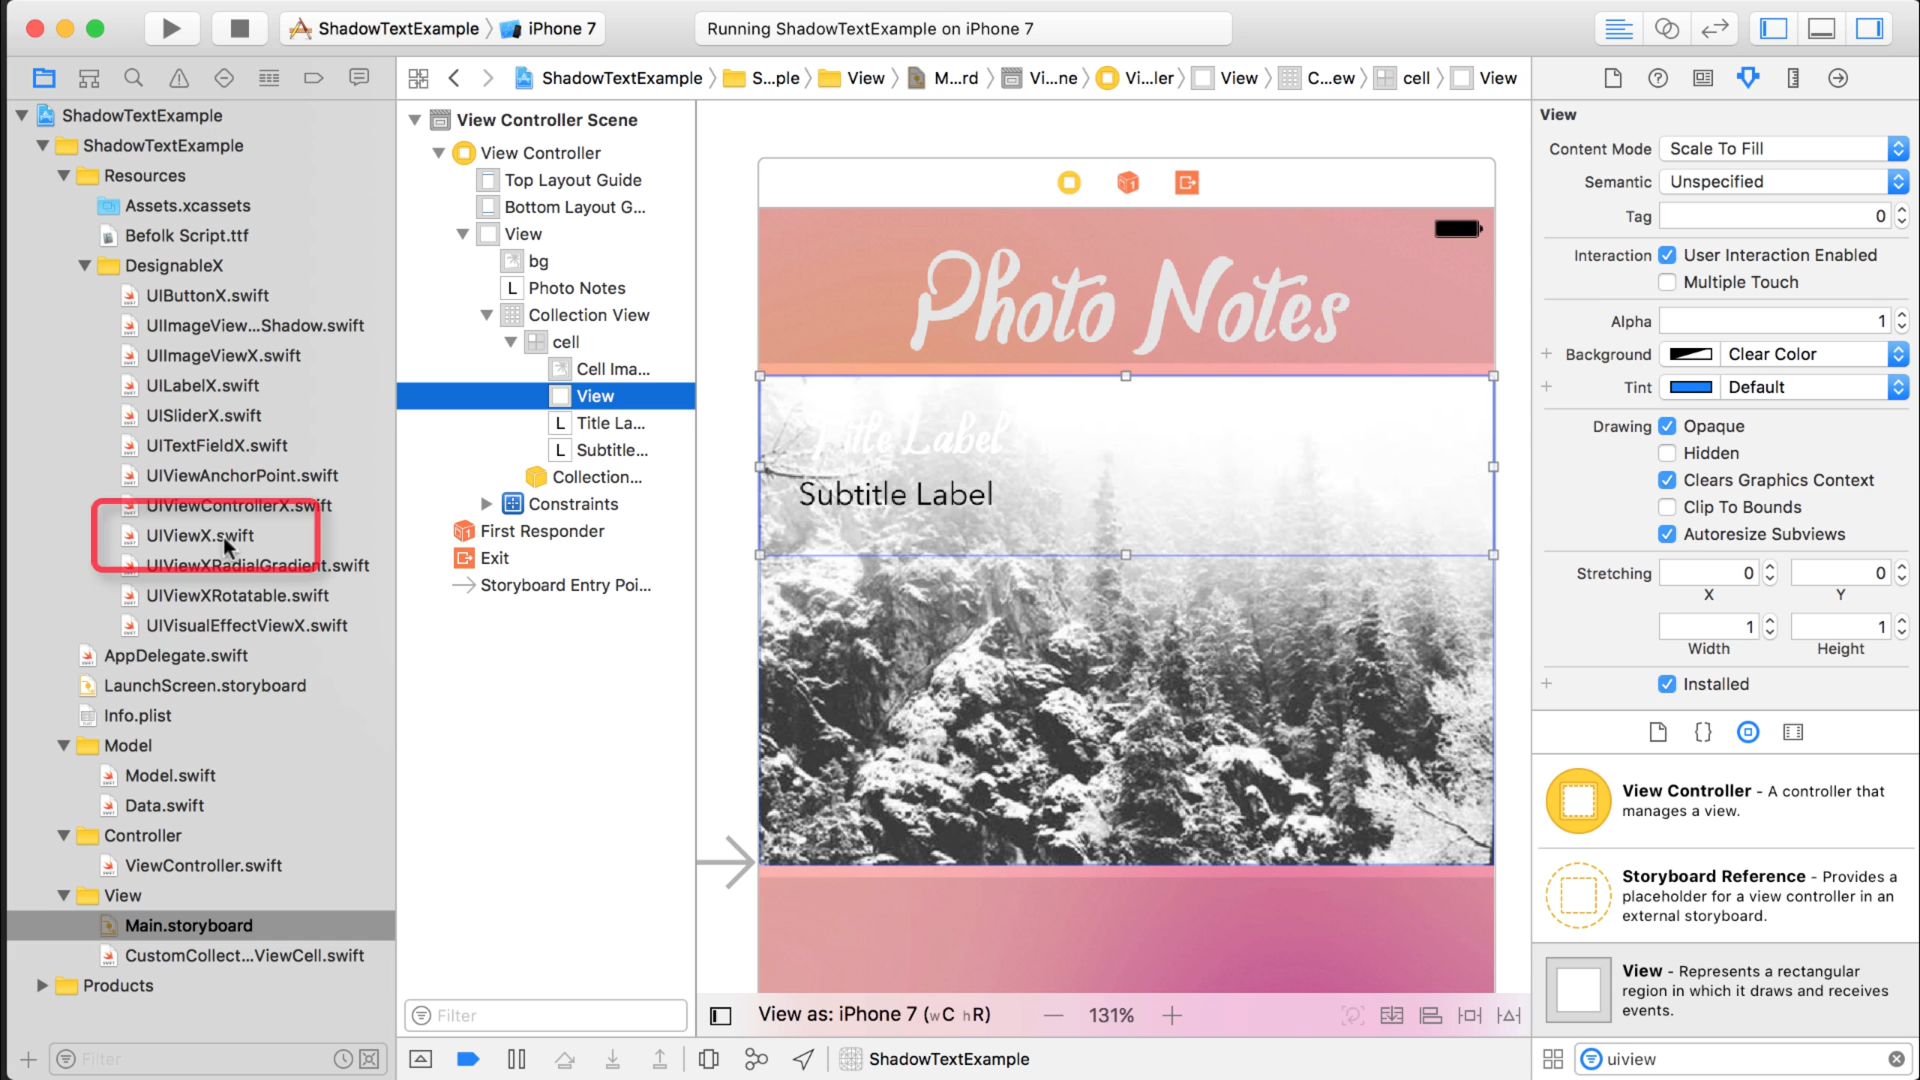 ShadowTextExample
iPhone 7
Running ShadowTextExample on iPhone 7
ShadowTextExample
S...ple
View
M...rd
Vi...ne
Vi...ler
View
C...ew
cell
View
ShadowTextExample
ShadowTextExample
Resources
Assets.xcassets
Befolk Script.ttf
DesignableX
UIButtonX.swift
UIImageView...Shadow.swift
UIImageViewX.swift
UILabelX.swift
UISliderX.swift
UITextFieldX.swift
UIViewAnchorPoint.swift
UIViewControllerX.swift
UIViewX.swift
UIViewXRadialGradient.swift
UIViewXRotatable.swift
UIVisualEffectViewX.swift
AppDelegate.swift
LaunchScreen.storyboard
Info.plist
Model
Model.swift
Data.swift
Controller
ViewController.swift
View
Main.storyboard
CustomCollect...ViewCell.swift
Products
Filter
View Controller Scene
View Controller
Top Layout Guide
Bottom Layout G...
View
bg
L Photo Notes
Collection View
cell
Cell Ima...
View
L Title La...
L Subtitle...
Collection...
Constraints
First Responder
Exit
Storyboard Entry Poi...
Filter
Photo Notes
Title Label
Subtitle Label
View as: iPhone 7 (wC hR)
131%
ShadowTextExample
View
Content Mode Scale To Fill
Semantic Unspecified
Tag 0
Interaction User Interaction Enabled
Multiple Touch
Alpha 1
Background Clear Color
Tint Default
Drawing Opaque
Hidden
Clears Graphics Context
Clip To Bounds
Autoresize Subviews
Stretching 0 0
X Y
1 1
Width Height
Installed
View Controller - A controller that
manages a view.
Storyboard Reference - Provides a
placeholder for a view controller in an
external storyboard.
View - Represents a rectangular
region in which it draws and receives
events.
uiview